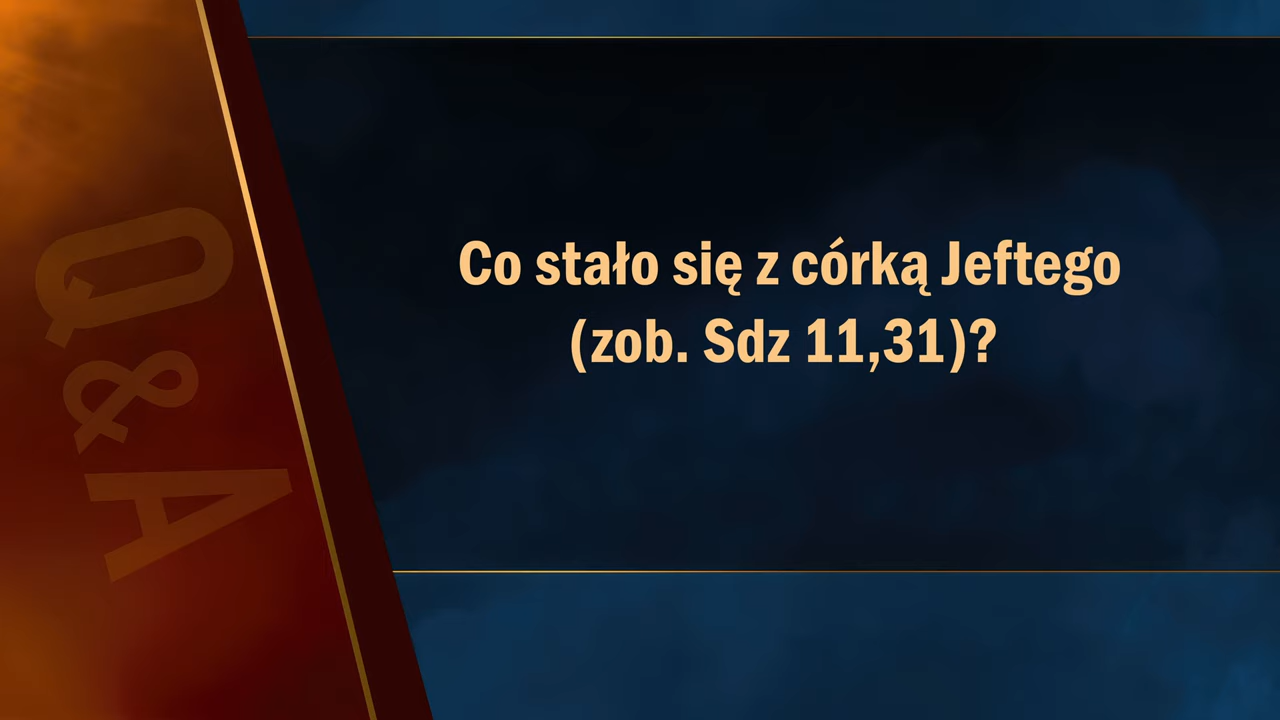 Q & A
Co stało się z córką Jeftego
(zob. Sdz 11,31)?